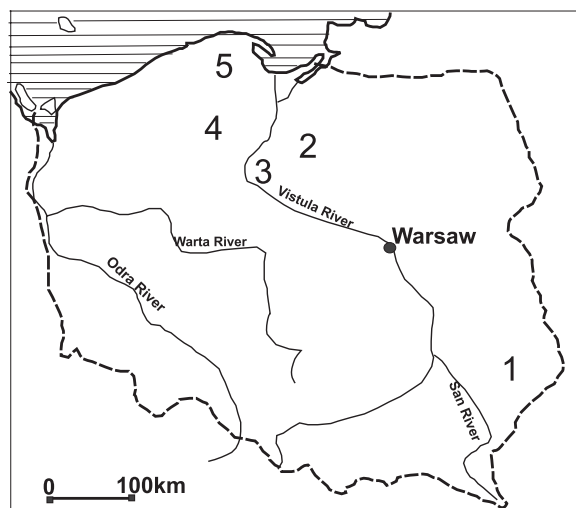 5
4
2
3
Vistula River
Warsaw
Warta River
Odra River
1
San River
0
100km